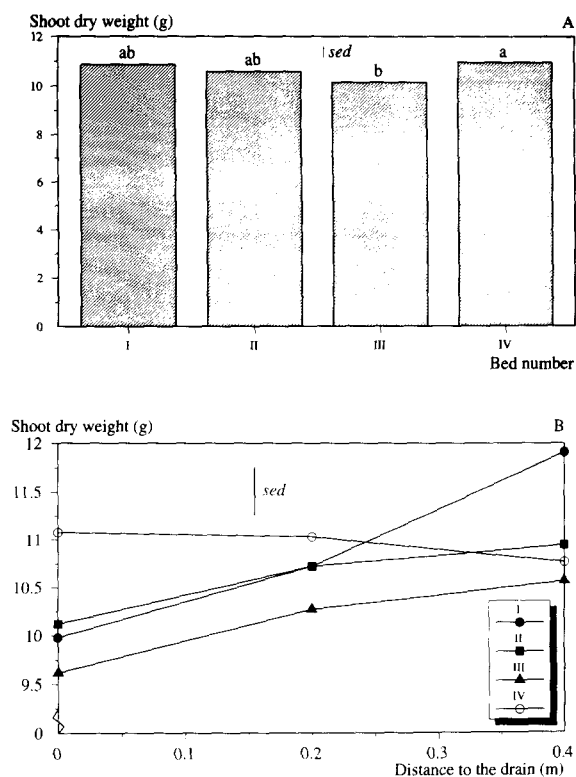 Shoot dry weight (g) A
12
ab ab sed b a
10
8
6
4
2
0
I II III IV
Bed number
Shoot dry weight (g) B
12
11.5 sed
11
10.5
10
9.5
0
I
II
III
IV
0 0.1 0.2 0.3 0.4
Distance to the drain (m)